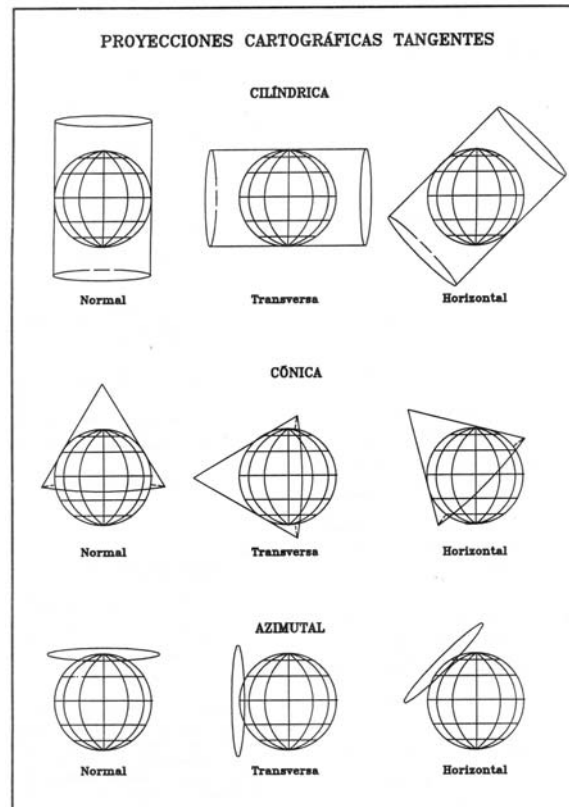 PROYECCIONES CARTOGRÁFICAS TANGENTES
CILÍNDRICA
Normal Transversa Horizontal
CÓNICA
Normal Transversa Horizontal
AZIMUTAL
Normal Transversa Horizontal